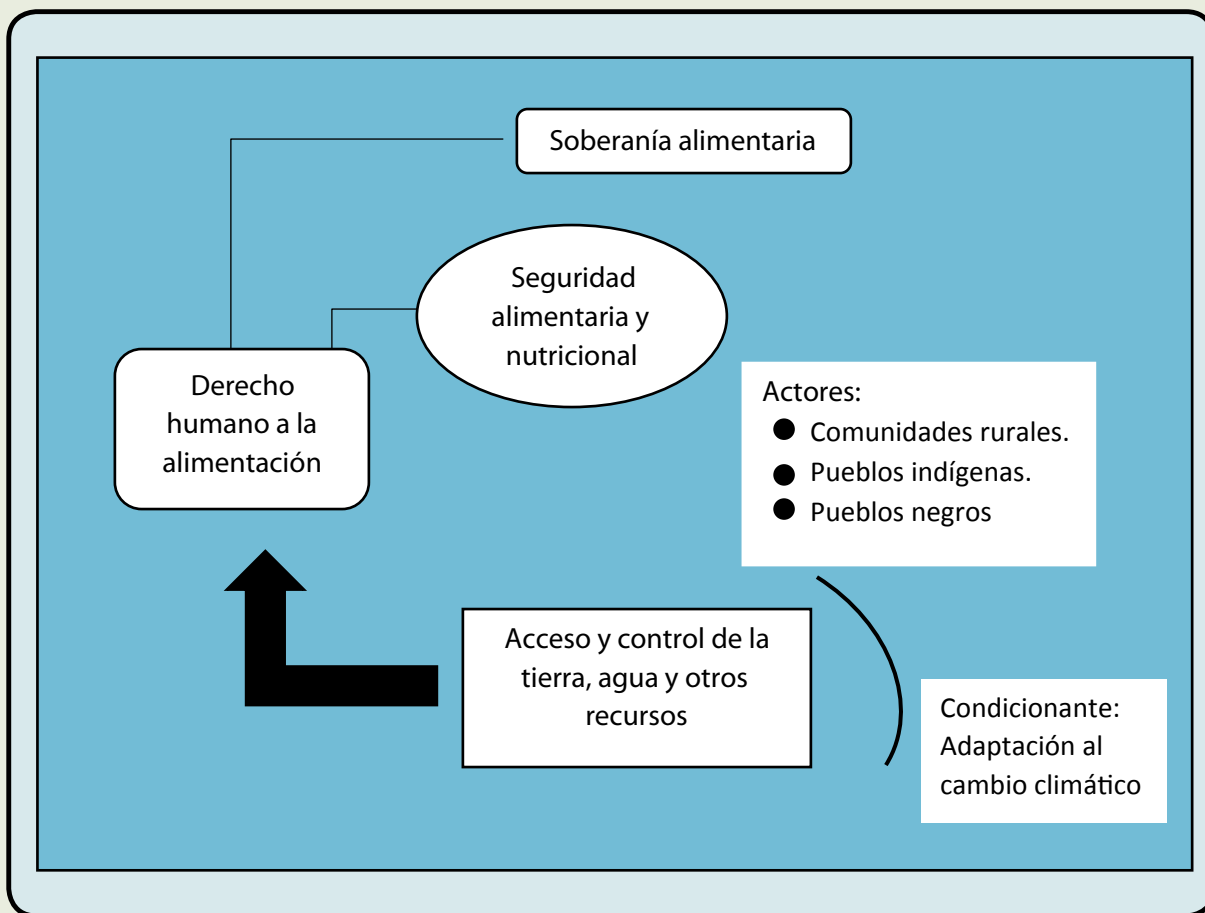 Soberanía alimentaria
Seguridad
alimentaria y
nutricional
Derecho
humano a la
alimentación
Actores:
● Comunidades rurales.
● Pueblos indígenas.
● Pueblos negros
Acceso y control de la
tierra, agua y otros
recursos
Condicionante:
Adaptación al
cambio climático